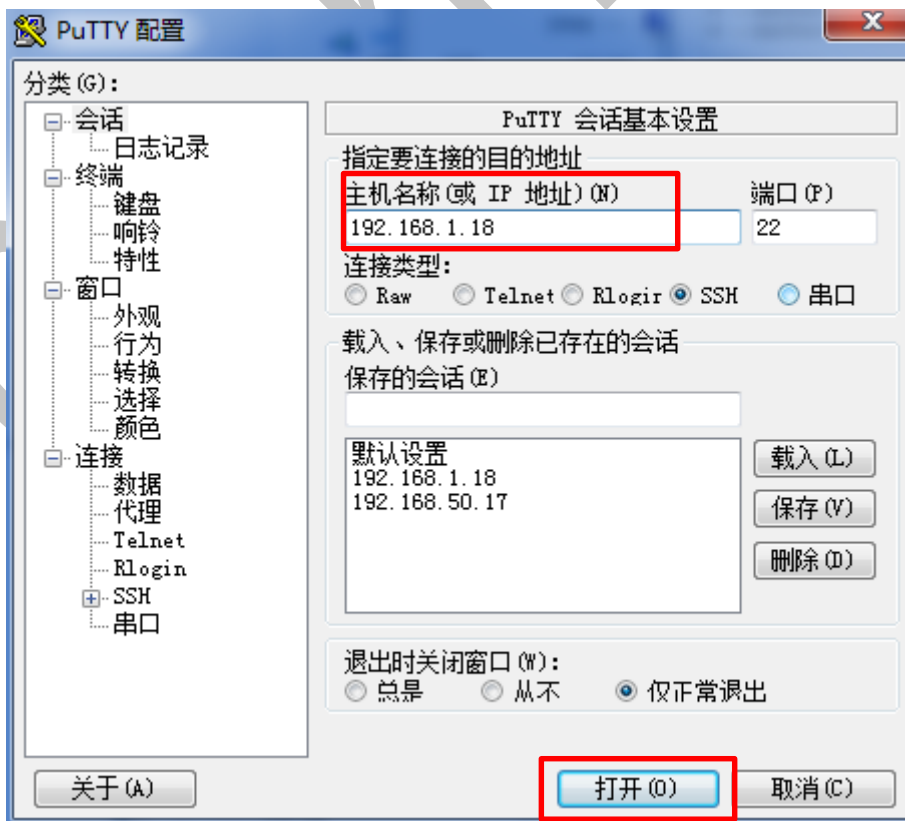 PuTTY 配置
分类(G):
会话
日志记录
终端
键盘
响铃
特性
窗口
外观
行为
转换
选择
颜色
连接
数据
代理
Telnet
Rlogin
SSH
串口
PuTTY 会话基本设置
指定要连接的目的地址
主机名称(或 IP 地址)(N) 端口(P)
192.168.1.18 22
连接类型:
Raw Telnet Rlogir SSH 串口
载入、保存或删除已存在的会话
保存的会话(E)
默认设置
192.168.1.18
192.168.50.17
载入(L)
保存(V)
删除(D)
退出时关闭窗口(W):
总是 从不 仅正常退出
关于(A) 打开(O) 取消(C)